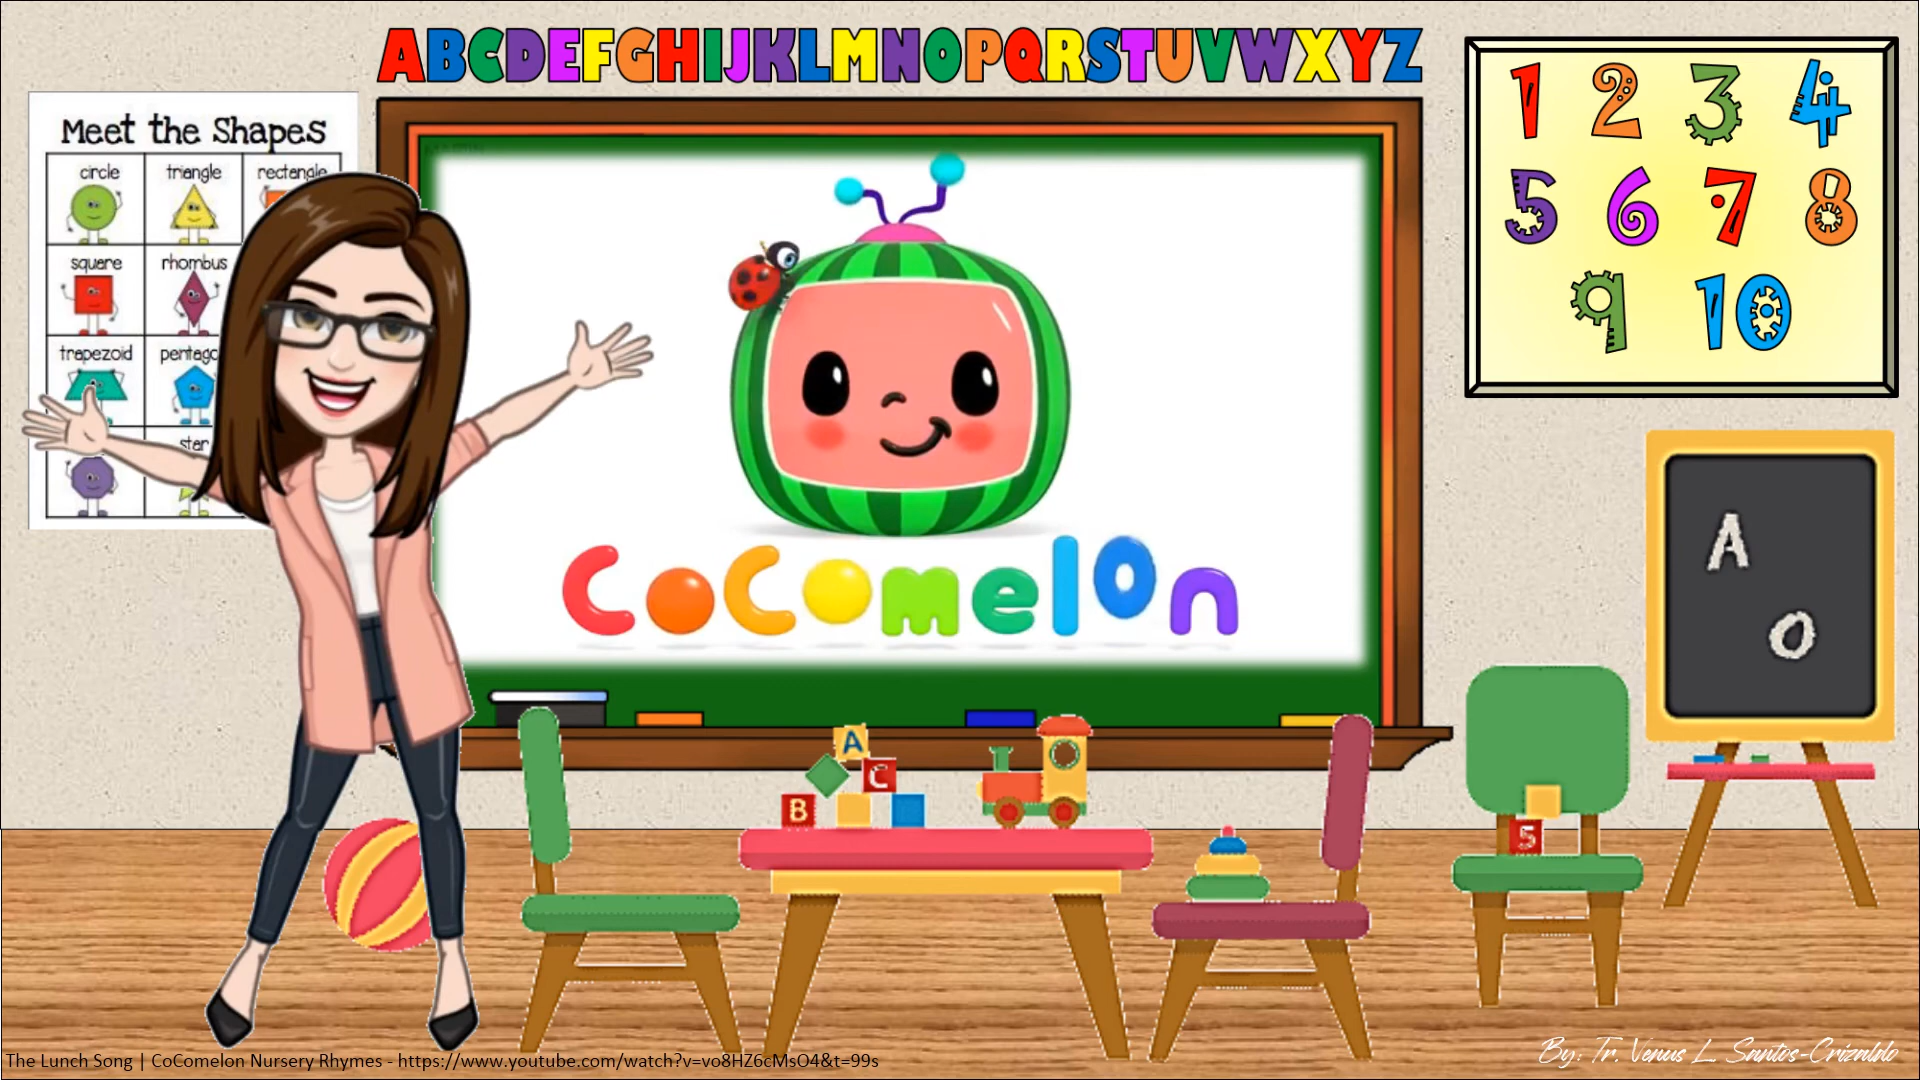 ABCDEFGHIJKLMNOPQRSTUVWXYZ
Meet the Shapes
circle triangle rectangle
square rhombus
trapezoid pentago
star
1 2 3 4
5 6 7 8
9 10
CoComelon
A
O
A
C
B
5
The Lunch Song | CoComelon Nursery Rhymes - https://www.youtube.com/watch?v=vo8HZ6cMsO4&t=99s
By: Tr. Venus L. Santos-Crizaldo